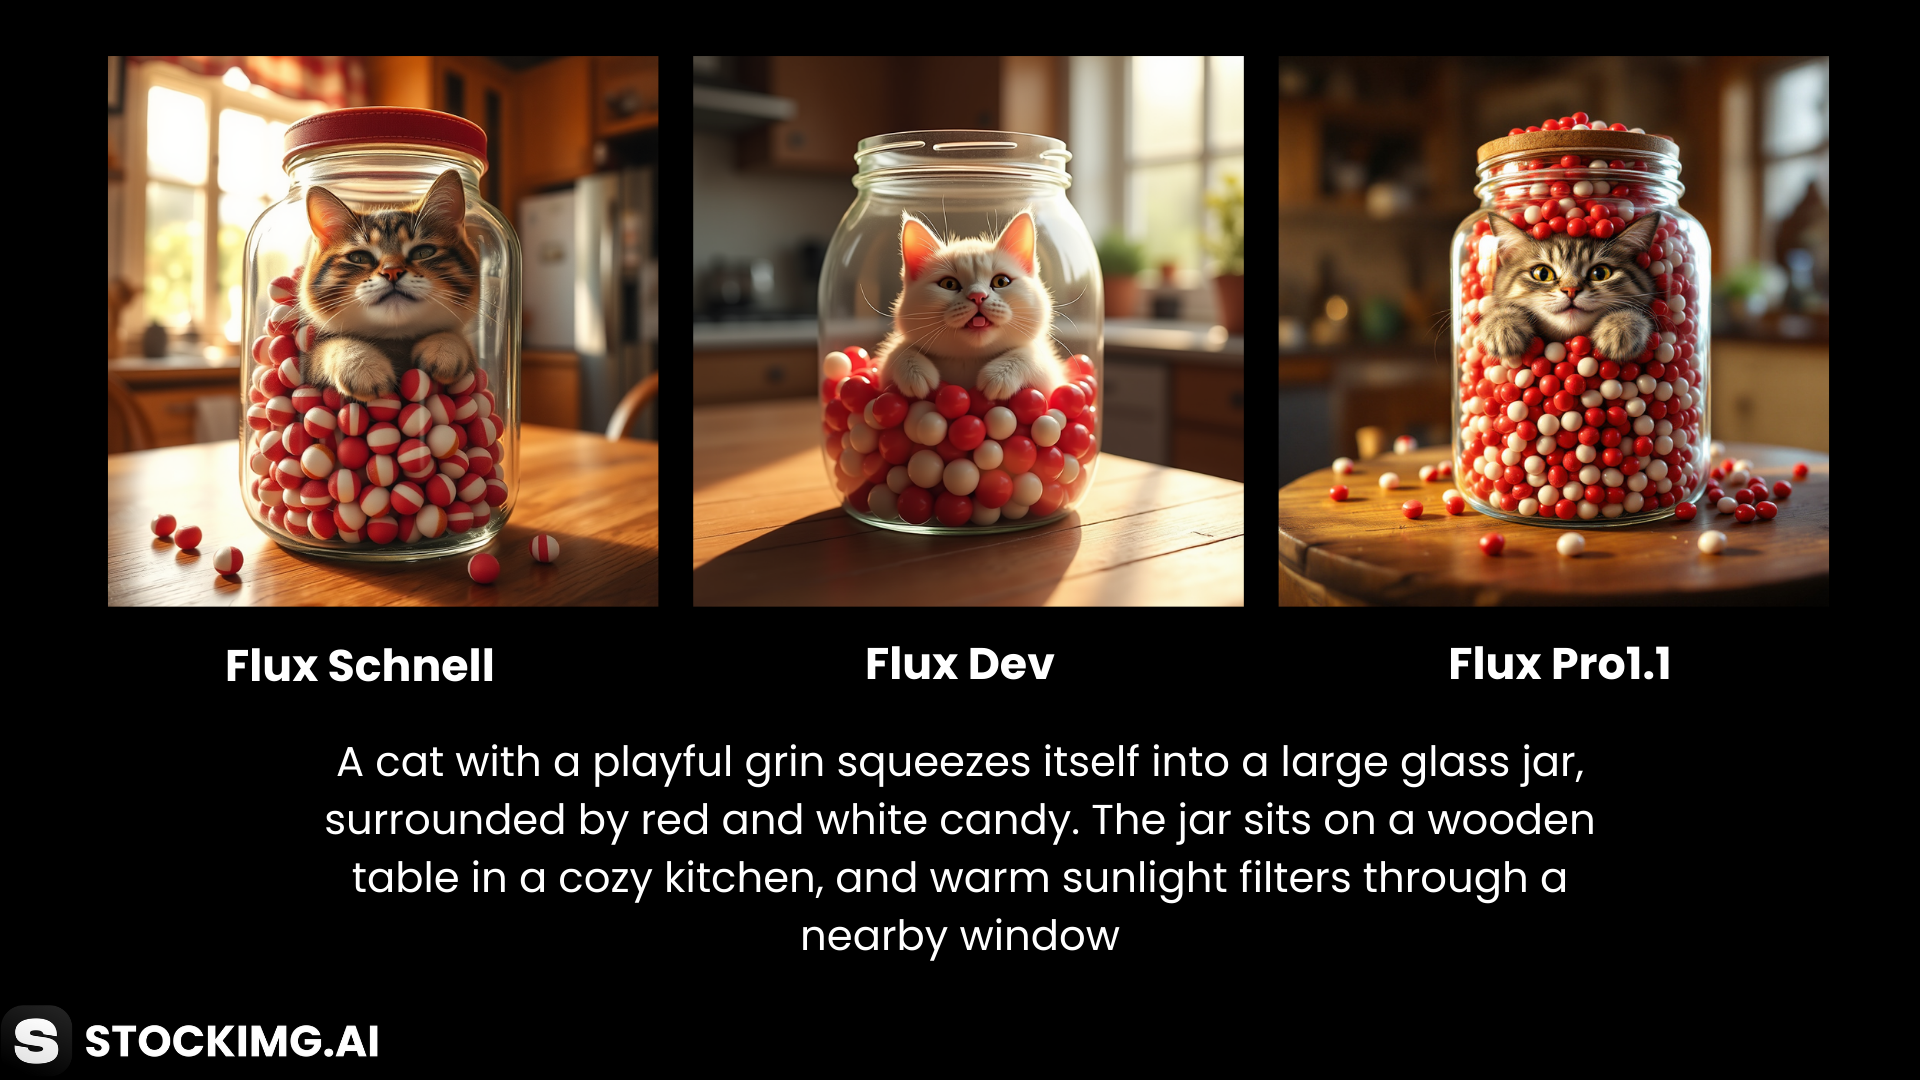 Flux Schnell
Flux Dev
Flux Pro1.1
A cat with a playful grin squeezes itself into a large glass jar,
surrounded by red and white candy. The jar sits on a wooden
table in a cozy kitchen, and warm sunlight filters through a
nearby window
S STOCKIMG.AI